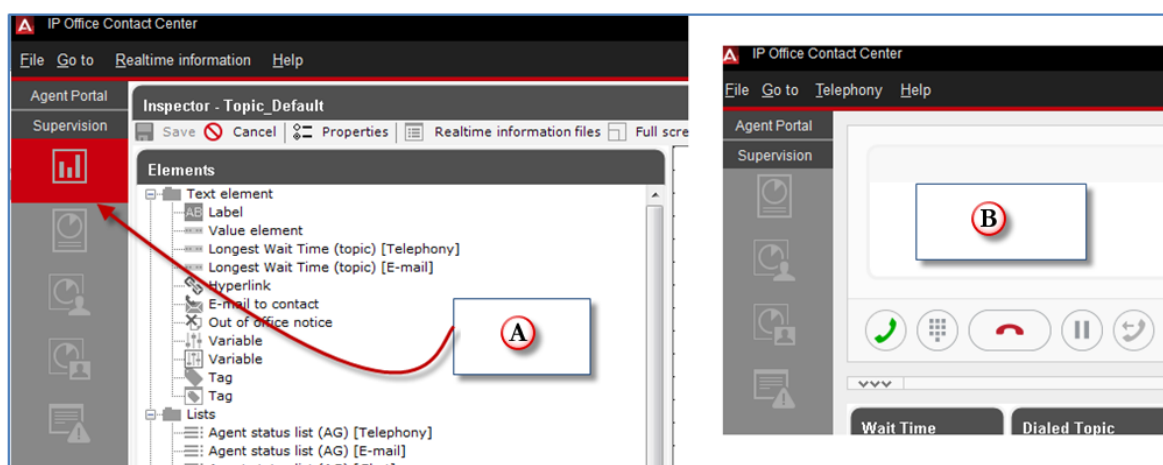 IP Office Contact Center
File Go to Realtime information Help
Agent Portal
Supervision
Inspector - Topic_Default
Save Cancel Properties Realtime information files Full scre
Elements
Text element
AB Label
Value element
Longest Wait Time (topic) [Telephony]
Longest Wait Time (topic) [E-mail]
Hyperlink
E-mail to contact
Out of office notice
Variable
Variable
Tag
Tag
Lists
Agent status list (AG) [Telephony]
Agent status list (AG) [E-mail]
A
IP Office Contact Center
File Go to Telephony Help
Agent Portal
Supervision
B
Wait Time Dialed Topic